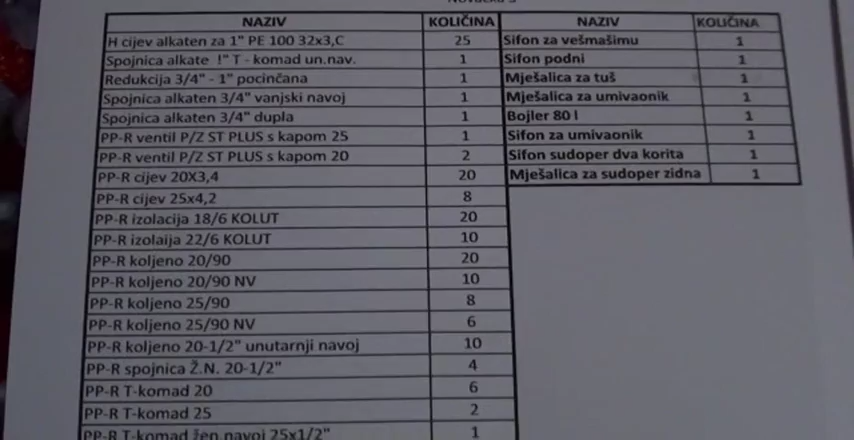 NAZIV KOLIČINA NAZIV KOLIČINA
H cijev alkaten za 1" PE 100 32x3,C 25 Sifon za vešmašimu 1
Spojnica alkate !" T - komad un.nav. 1 Sifon podni 1
Redukcija 3/4" - 1" pocinčana 1 Mješalica za tuš 1
Spojnica alkaten 3/4" vanjski navoj 1 Mješalica za umivaonik 1
Spojnica alkaten 3/4" dupla 1 Bojler 80 l 1
PP-R ventil P/Z ST PLUS s kapom 25 1 Sifon za umivaonik 1
PP-R ventil P/Z ST PLUS s kapom 20 2 Sifon sudoper dva korita 1
PP-R cijev 20X3,4 20 Mješalica za sudoper zidna 1
PP-R cijev 25x4,2 8
PP-R izolacija 18/6 KOLUT 20
PP-R izolaija 22/6 KOLUT 10
PP-R koljeno 20/90 20
PP-R koljeno 20/90 NV 10
PP-R koljeno 25/90 8
PP-R koljeno 25/90 NV 6
PP-R koljeno 20-1/2" unutarnji navoj 10
PP-R spojnica Ž.N. 20-1/2" 4
PP-R T-komad 20 6
PP-R T-komad 25 2
PP-R T-komad žen navoj 25x1/2" 1